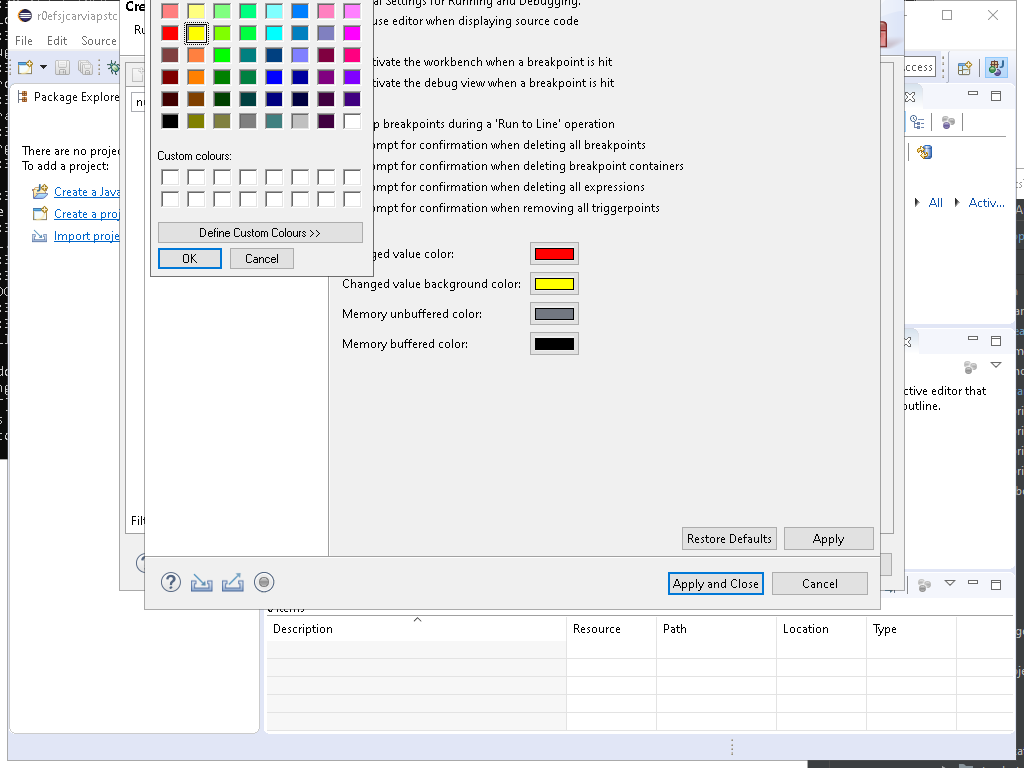 r0efsjcarviapstc
File Edit Source
Package Explore
There are no projec
To add a project:
Create a Java
Create a proj
Import proje
Cre
Ru
al Settings for Running and Debugging.
use editor when displaying source code
tivate the workbench when a breakpoint is hit
tivate the debug view when a breakpoint is hit
p breakpoints during a 'Run to Line' operation
ompt for confirmation when deleting all breakpoints
ompt for confirmation when deleting breakpoint containers
ompt for confirmation when deleting all expressions
ompt for confirmation when removing all triggerpoints
Custom colours:
Define Custom Colours >>
OK Cancel
ged value color:
Changed value background color:
Memory unbuffered color:
Memory buffered color:
Filt
Restore Defaults Apply
Apply and Close Cancel
ccess
All Activ...
ctive editor that
outline.
Description Resource Path Location Type